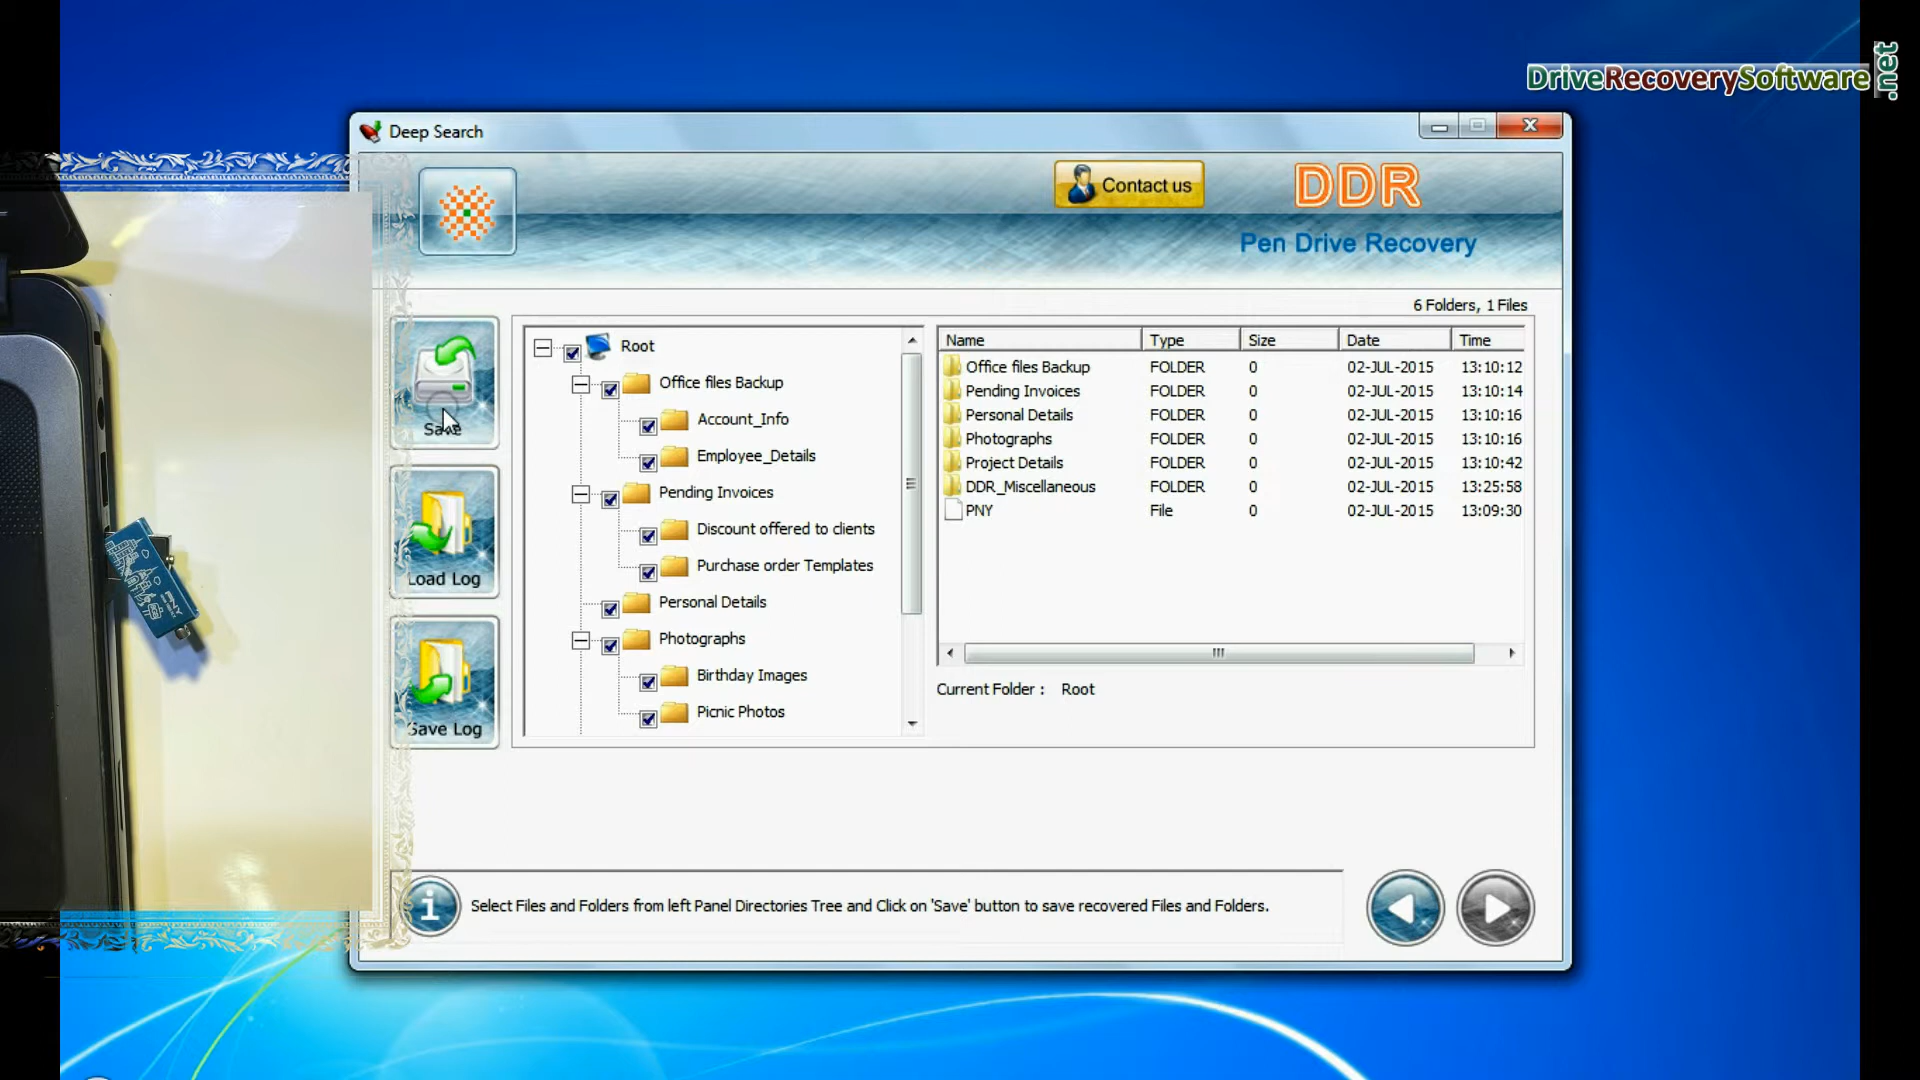 DriveRecoverySoftware.net
Deep Search
Contact us
DDR
Pen Drive Recovery
6 Folders, 1 Files
Save
Load Log
Save Log
Root
Office files Backup
Account_Info
Employee_Details
Pending Invoices
Discount offered to clients
Purchase order Templates
Personal Details
Photographs
Birthday Images
Picnic Photos
Name Type Size Date Time
Office files Backup FOLDER 0 02-JUL-2015 13:10:12
Pending Invoices FOLDER 0 02-JUL-2015 13:10:14
Personal Details FOLDER 0 02-JUL-2015 13:10:16
Photographs FOLDER 0 02-JUL-2015 13:10:16
Project Details FOLDER 0 02-JUL-2015 13:10:42
DDR_Miscellaneous FOLDER 0 02-JUL-2015 13:25:58
PNY File 0 02-JUL-2015 13:09:30
Current Folder : Root
PNY
i
Select Files and Folders from left Panel Directories Tree and Click on 'Save' button to save recovered Files and Folders.